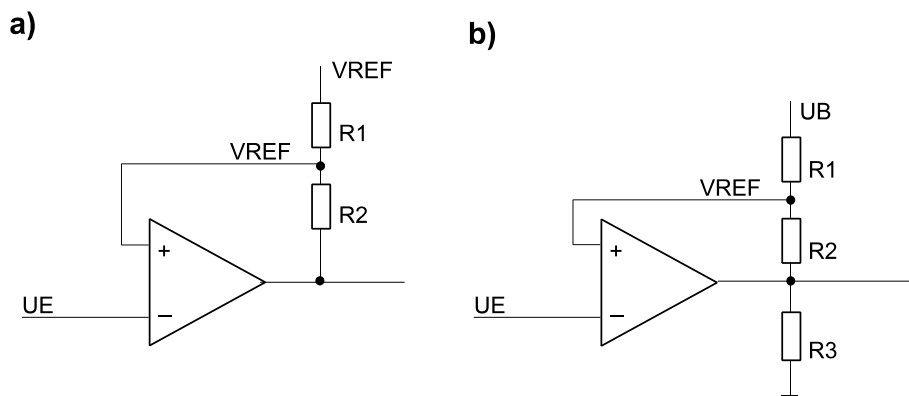 a)
VREF
R1
VREF
R2
+
UE
−
b)
UB
R1
VREF
R2
+
UE
−
R3